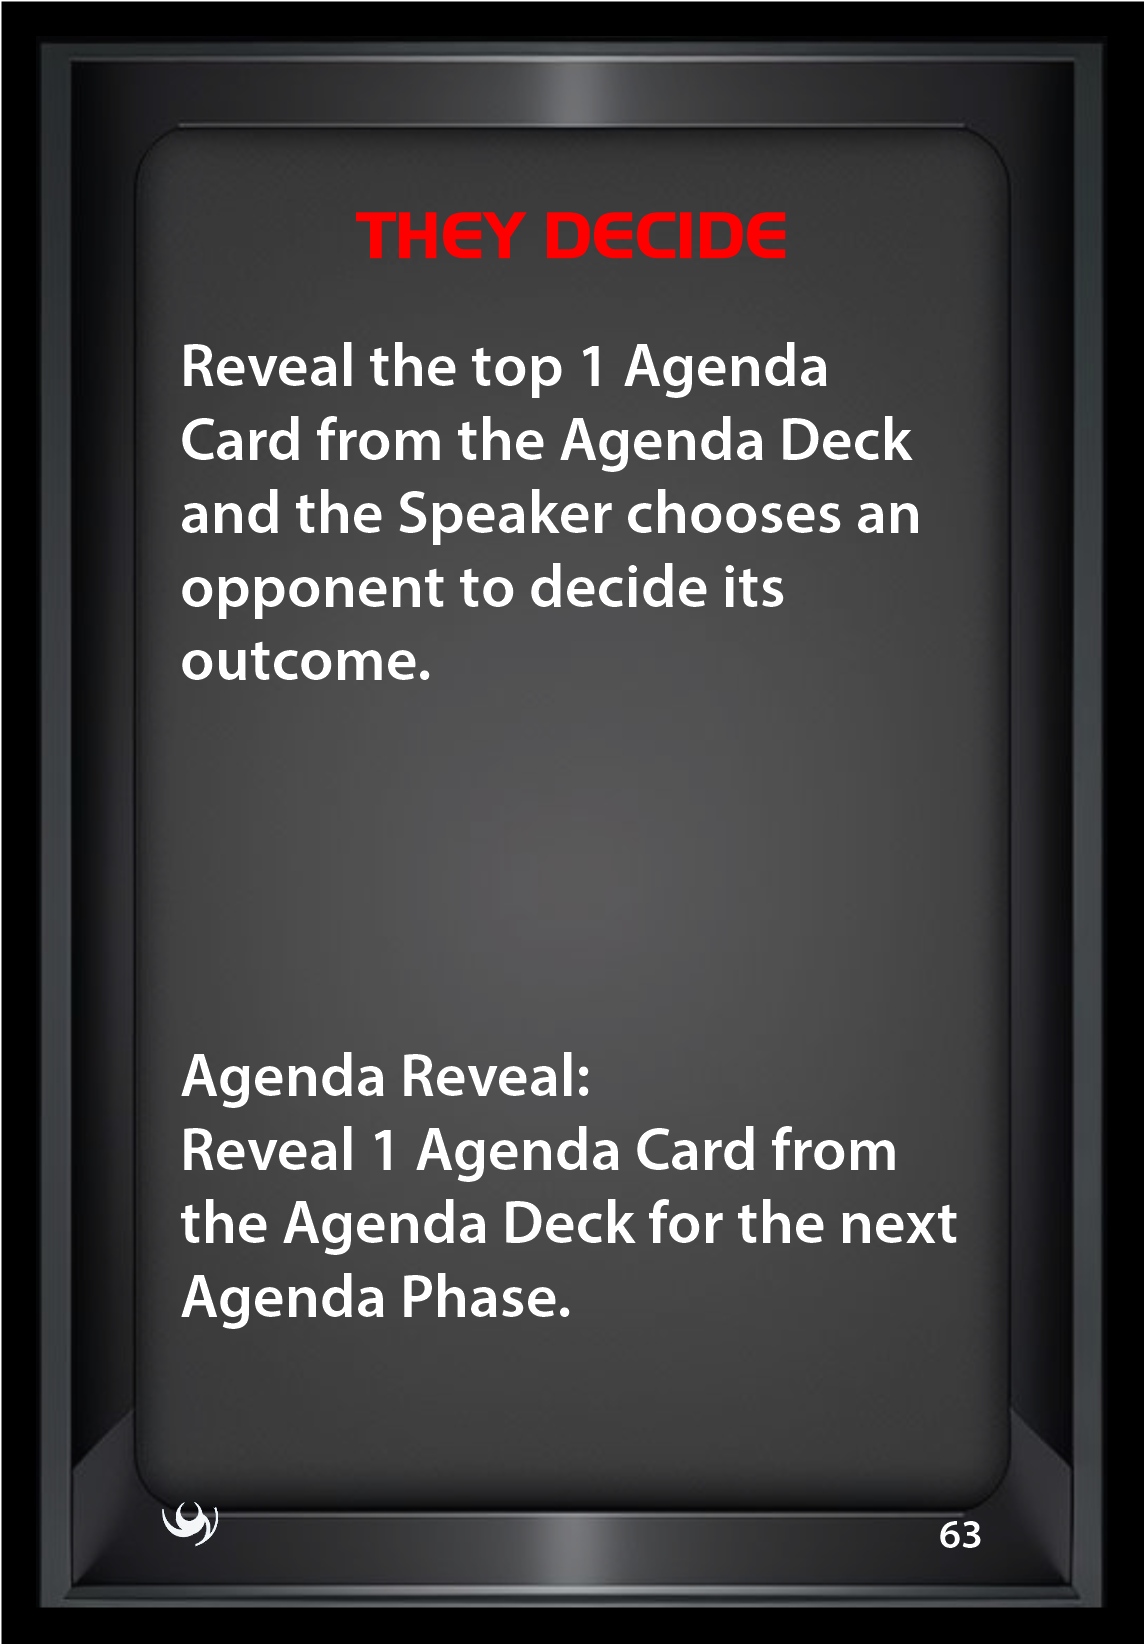 THEY DECIDE
Reveal the top 1 Agenda
Card from the Agenda Deck
and the Speaker chooses an
opponent to decide its
outcome.
Agenda Reveal:
Reveal 1 Agenda Card from
the Agenda Deck for the next
Agenda Phase.
63